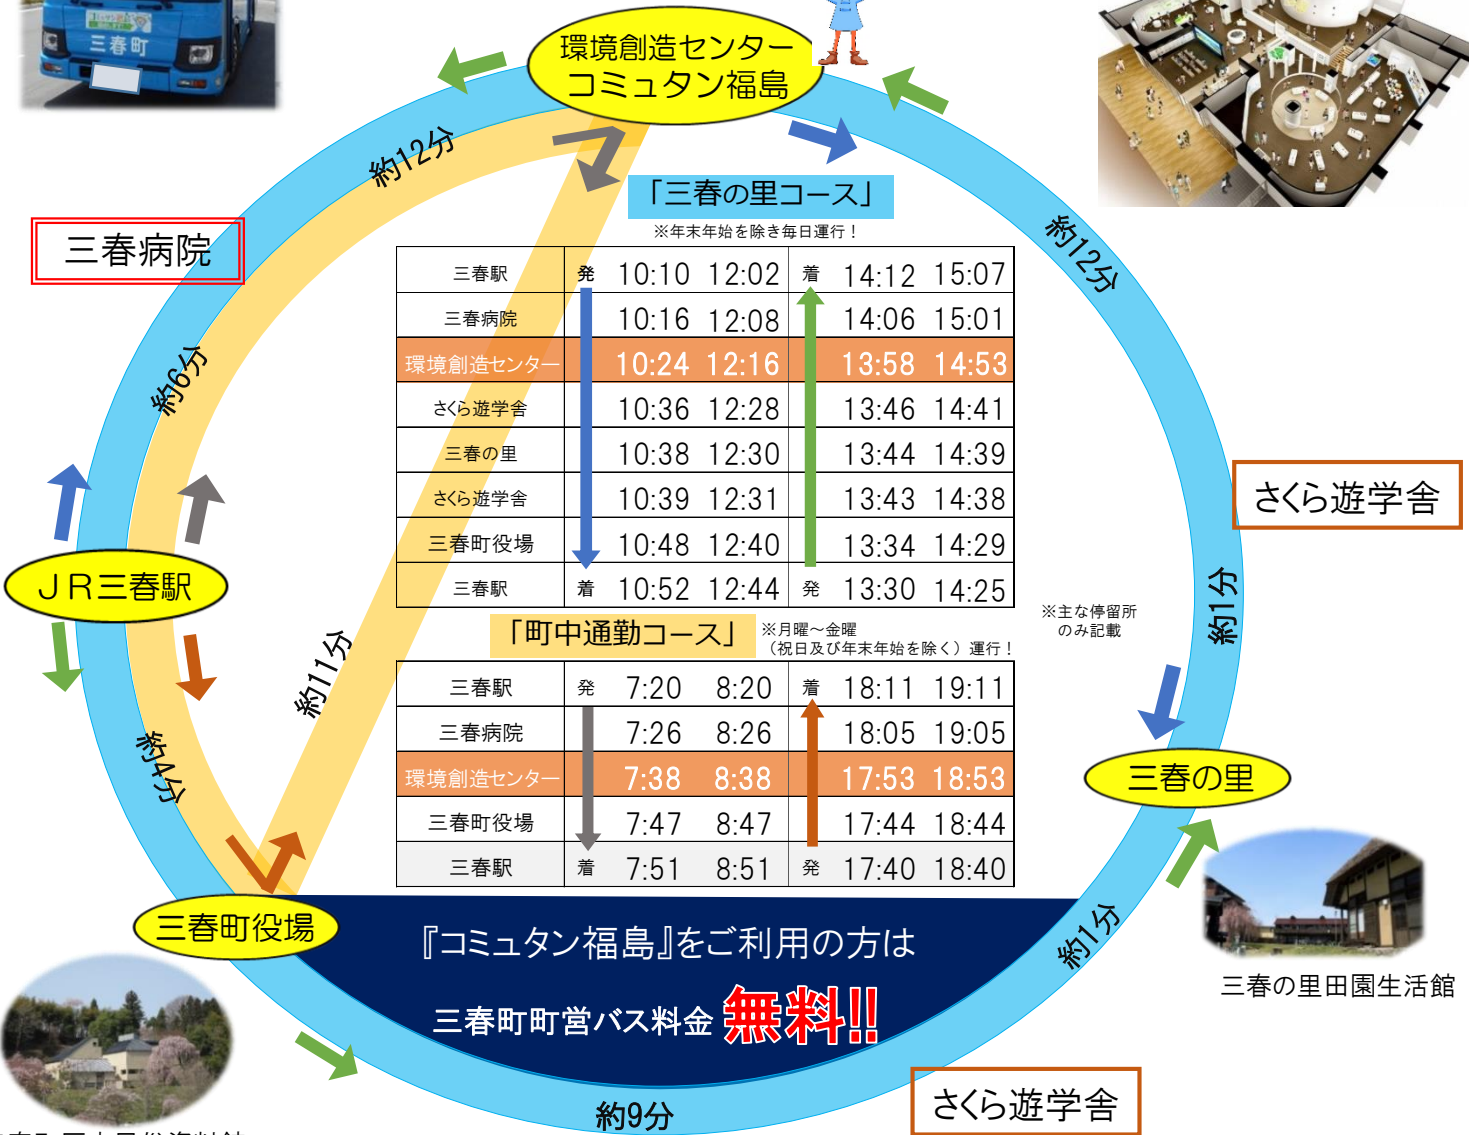 三春町
環境創造センター
コミュタン福島
約12分
三春病院
「三春の里コース」
※年末年始を除き毎日運行！
約12分
三春駅 発 10:10 12:02 着 14:12 15:07
三春病院 10:16 12:08 14:06 15:01
環境創造センター 10:24 12:16 13:58 14:53
さくら遊学舎 10:36 12:28 13:46 14:41
三春の里 10:38 12:30 13:44 14:39
さくら遊学舎 10:39 12:31 13:43 14:38
三春町役場 10:48 12:40 13:34 14:29
三春駅 着 10:52 12:44 発 13:30 14:25
約6分
さくら遊学舎
ＪＲ三春駅
※主な停留所
のみ記載
約1分
「町中通勤コース」
※月曜～金曜
（祝日及び年末年始を除く）運行！
約11分
三春駅 発 7:20 8:20 着 18:11 19:11
三春病院 7:26 8:26 18:05 19:05
環境創造センター 7:38 8:38 17:53 18:53
三春町役場 7:47 8:47 17:44 18:44
三春駅 着 7:51 8:51 発 17:40 18:40
約4分
三春の里
三春町役場
『コミュタン福島』をご利用の方は
三春町町営バス料金 無料!!
約1分
三春の里田園生活館
約9分
さくら遊学舎